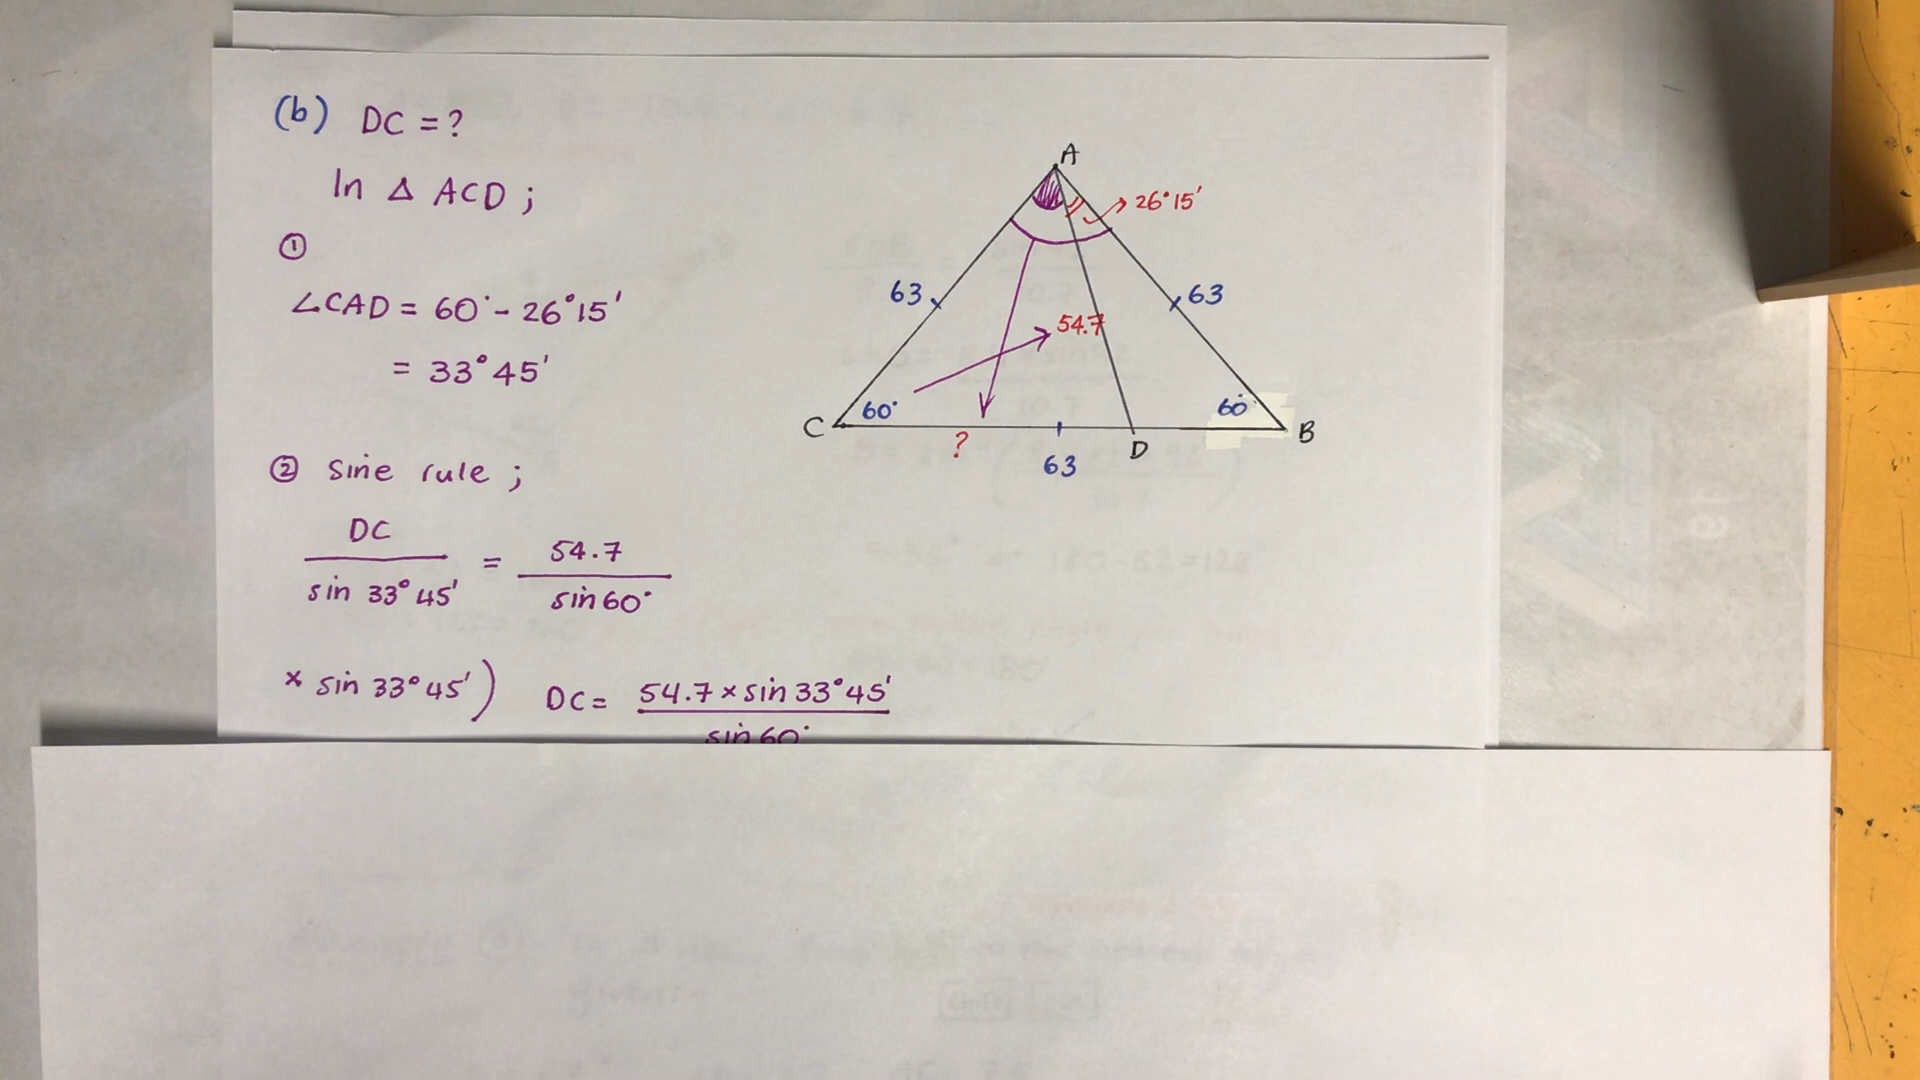 (b) DC = ?
In △ ACD ;
①
∠CAD = 60° - 26°15'
= 33°45'
② Sine rule ;
DC / sin 33°45' = 54.7 / sin 60°
× sin 33°45' ) DC = 54.7 × sin 33°45' / sin 60°
A
26°15'
63
63
54.7
60°
60°
C
?
63
D
B